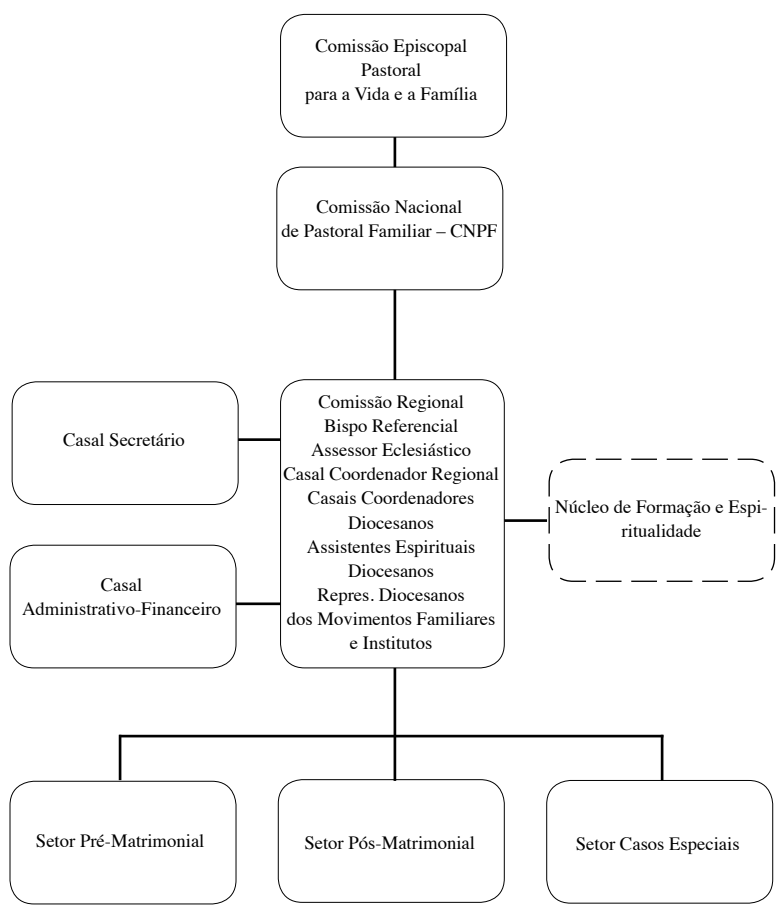 Comissão Episcopal
Pastoral
para a Vida e a Família
Comissão Nacional
de Pastoral Familiar – CNPF
Casal Secretário
Casal
Administrativo-Financeiro
Comissão Regional
Bispo Referencial
Assessor Eclesiástico
Casal Coordenador Regional
Casais Coordenadores
Diocesanos
Assistentes Espirituais
Diocesanos
Repres. Diocesanos
dos Movimentos Familiares
e Institutos
Núcleo de Formação e Espi-
ritualidade
Setor Pré-Matrimonial
Setor Pós-Matrimonial
Setor Casos Especiais